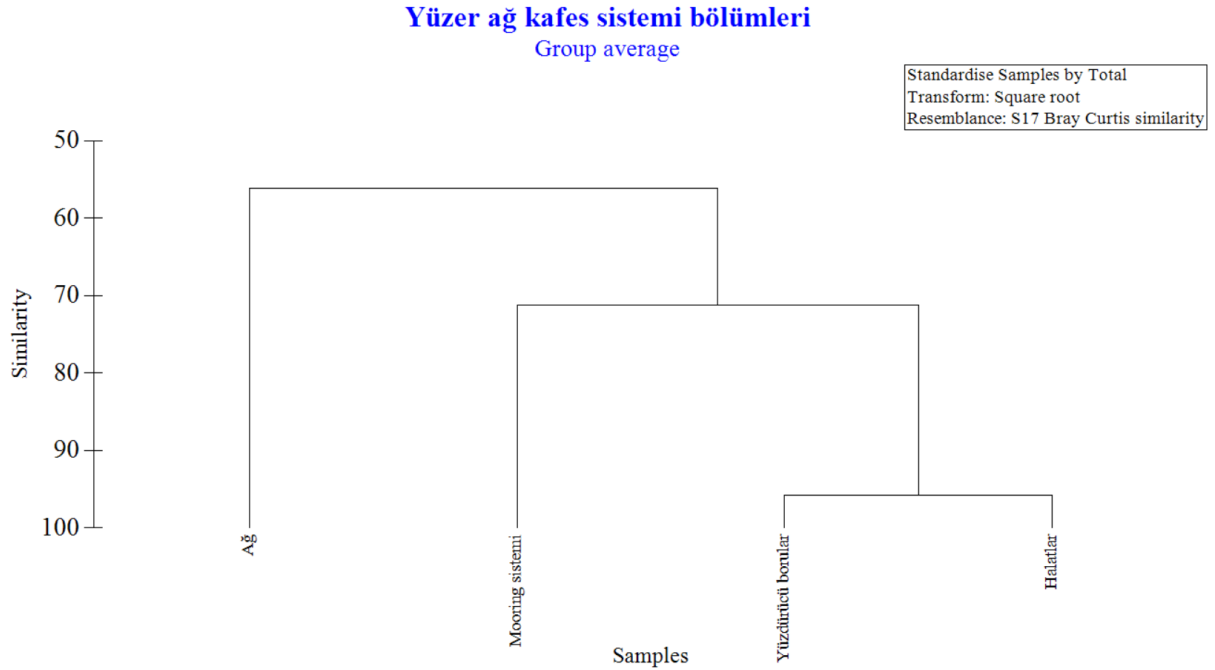 Yüzer ağ kafes sistemi bölümleri
Group average
Standardise Samples by Total
Transform: Square root
Resemblance: S17 Bray Curtis similarity
50
60
70
80
90
100
Similarity
Ağ
Mooring sistemi
Yüzdürücü borular
Halatlar
Samples